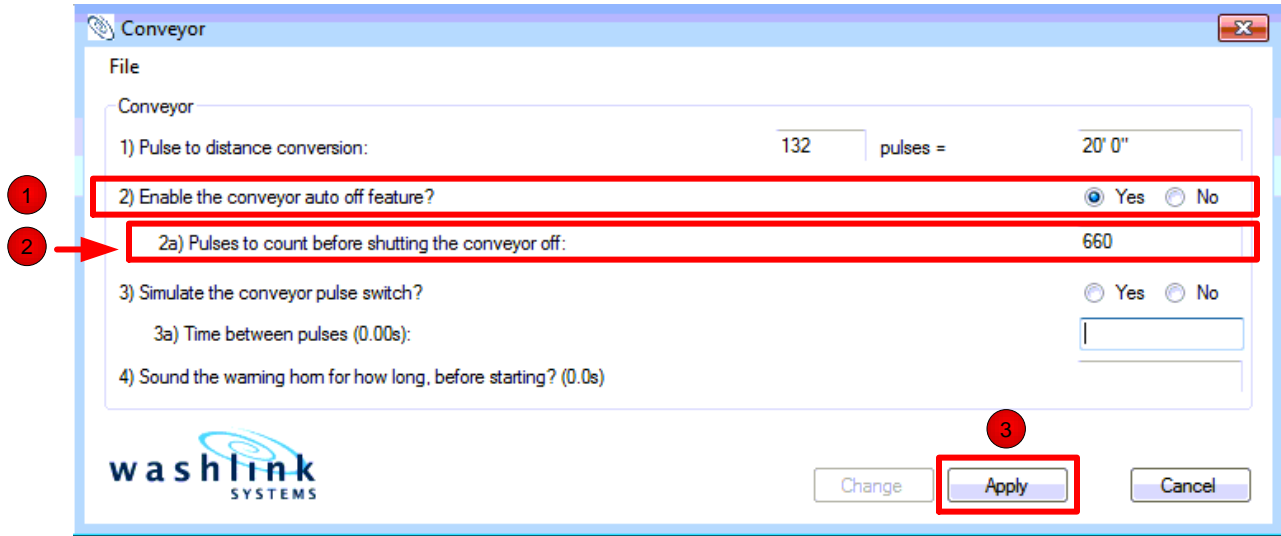 Conveyor
File
Conveyor
1) Pulse to distance conversion: 132 pulses = 20' 0"
1
2) Enable the conveyor auto off feature? Yes No
2
2a) Pulses to count before shutting the conveyor off: 660
3) Simulate the conveyor pulse switch? Yes No
3a) Time between pulses (0.00s):
4) Sound the warning horn for how long, before starting? (0.0s)
3
washlink
SYSTEMS
Change Apply Cancel